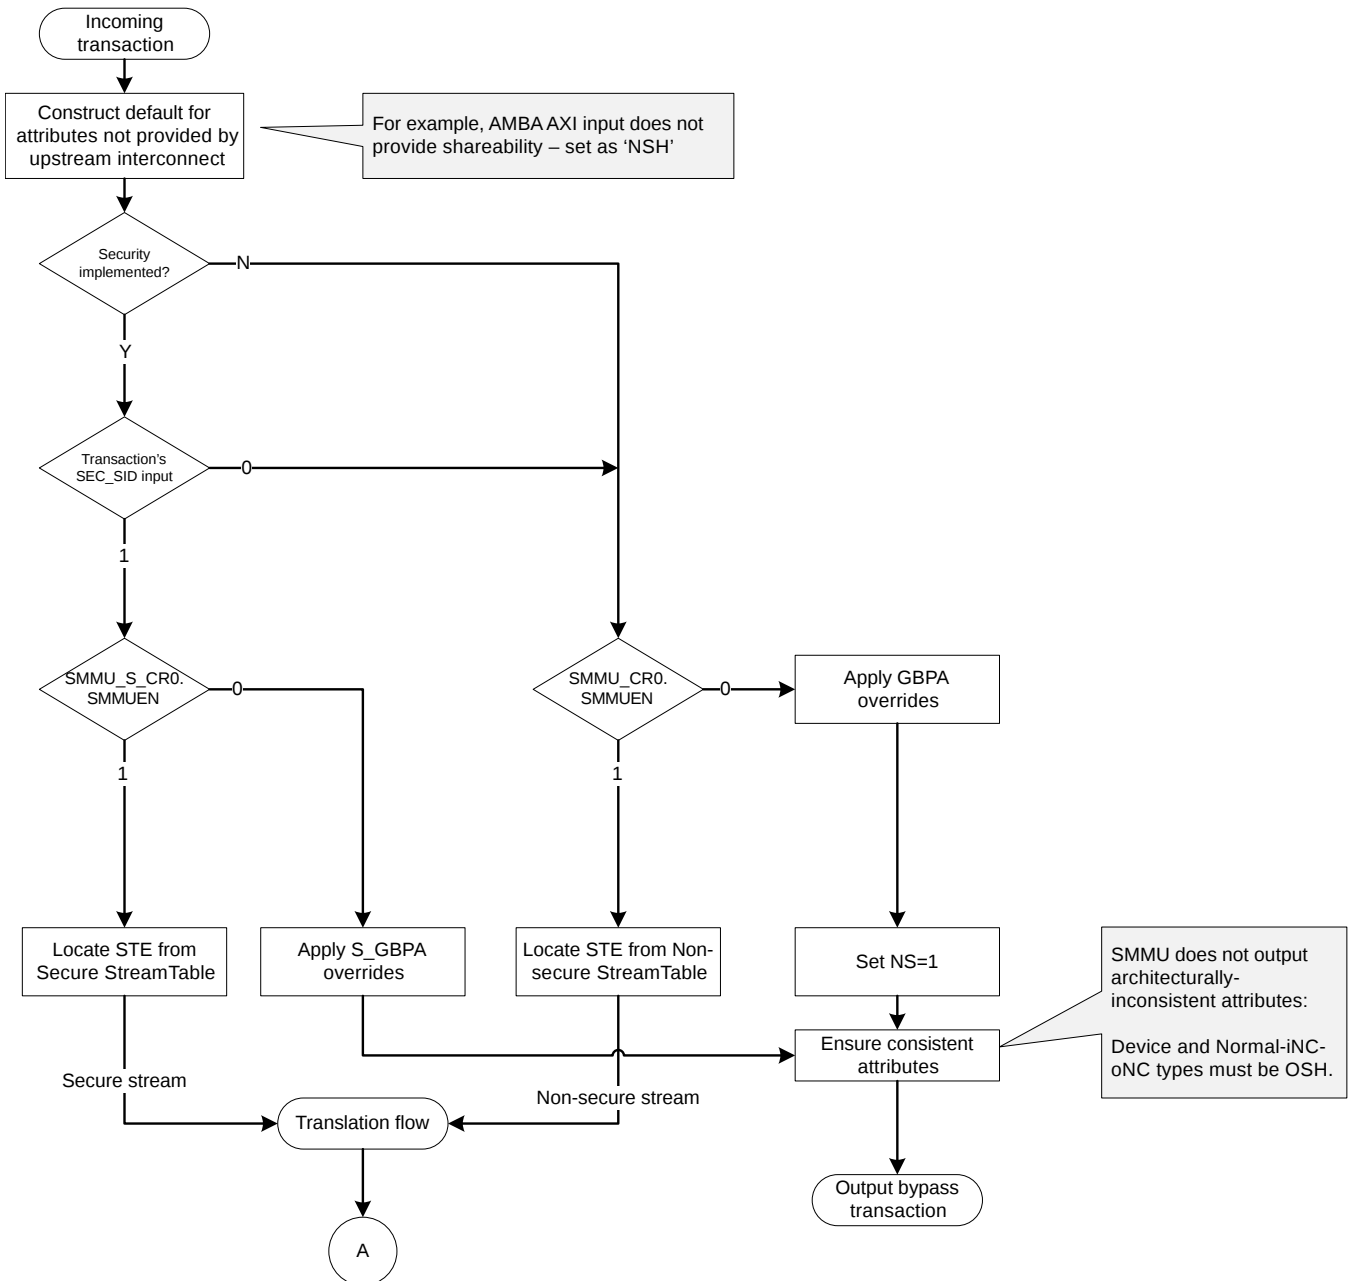 Incoming
transaction
Construct default for
attributes not provided by
upstream interconnect
For example, AMBA AXI input does not
provide shareability – set as ‘NSH’
Security
implemented?
N
Y
Transaction’s
SEC_SID input
0
1
SMMU_S_CR0.
SMMUEN
0
SMMU_CR0.
SMMUEN
0
Apply GBPA
overrides
1
1
Locate STE from
Secure StreamTable
Apply S_GBPA
overrides
Locate STE from Non-
secure StreamTable
Set NS=1
SMMU does not output
architecturally-
inconsistent attributes:
Device and Normal-iNC-
oNC types must be OSH.
Ensure consistent
attributes
Secure stream
Non-secure stream
Translation flow
Output bypass
transaction
A